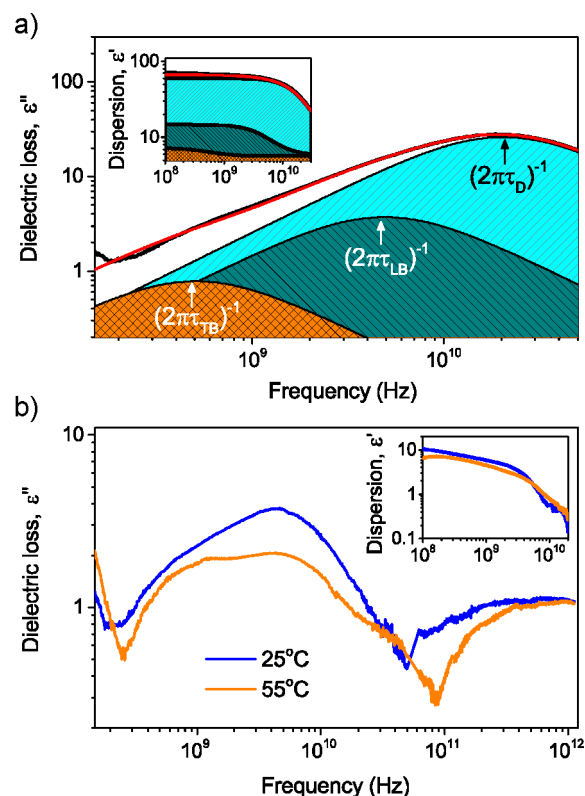 a)
100
10
1
Dielectric loss, ε"
Dispersion, ε'
100
10
10⁸ 10⁹ 10¹⁰
(2πτ_D)⁻¹
(2πτ_LB)⁻¹
(2πτ_TB)⁻¹
10⁹ 10¹⁰
Frequency (Hz)
b)
10
1
Dielectric loss, ε"
Dispersion, ε'
10
1
0.1
10⁸ 10⁹ 10¹⁰
25°C
55°C
10⁹ 10¹⁰ 10¹¹ 10¹²
Frequency (Hz)